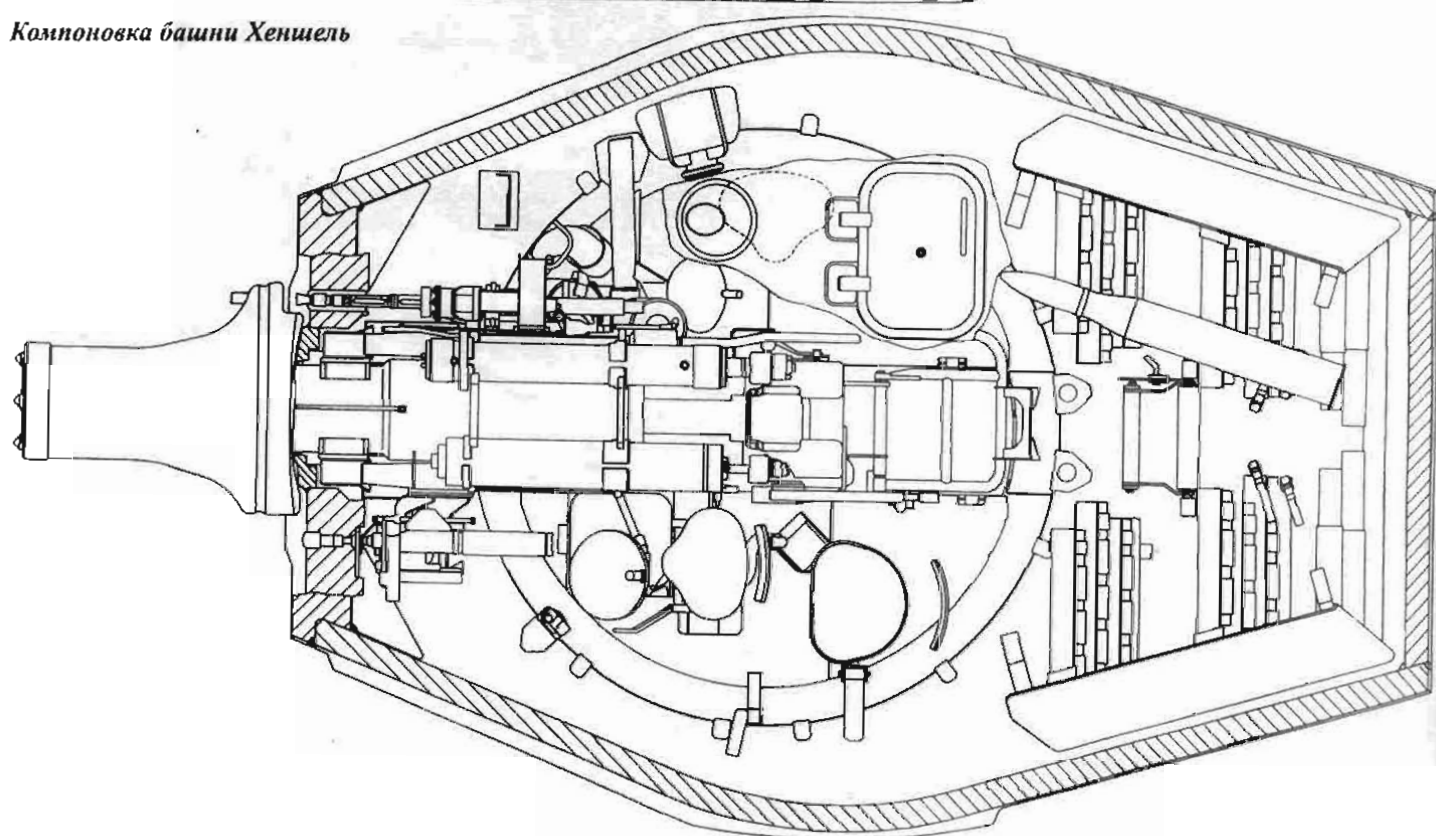 Компоновка башни Хеншель